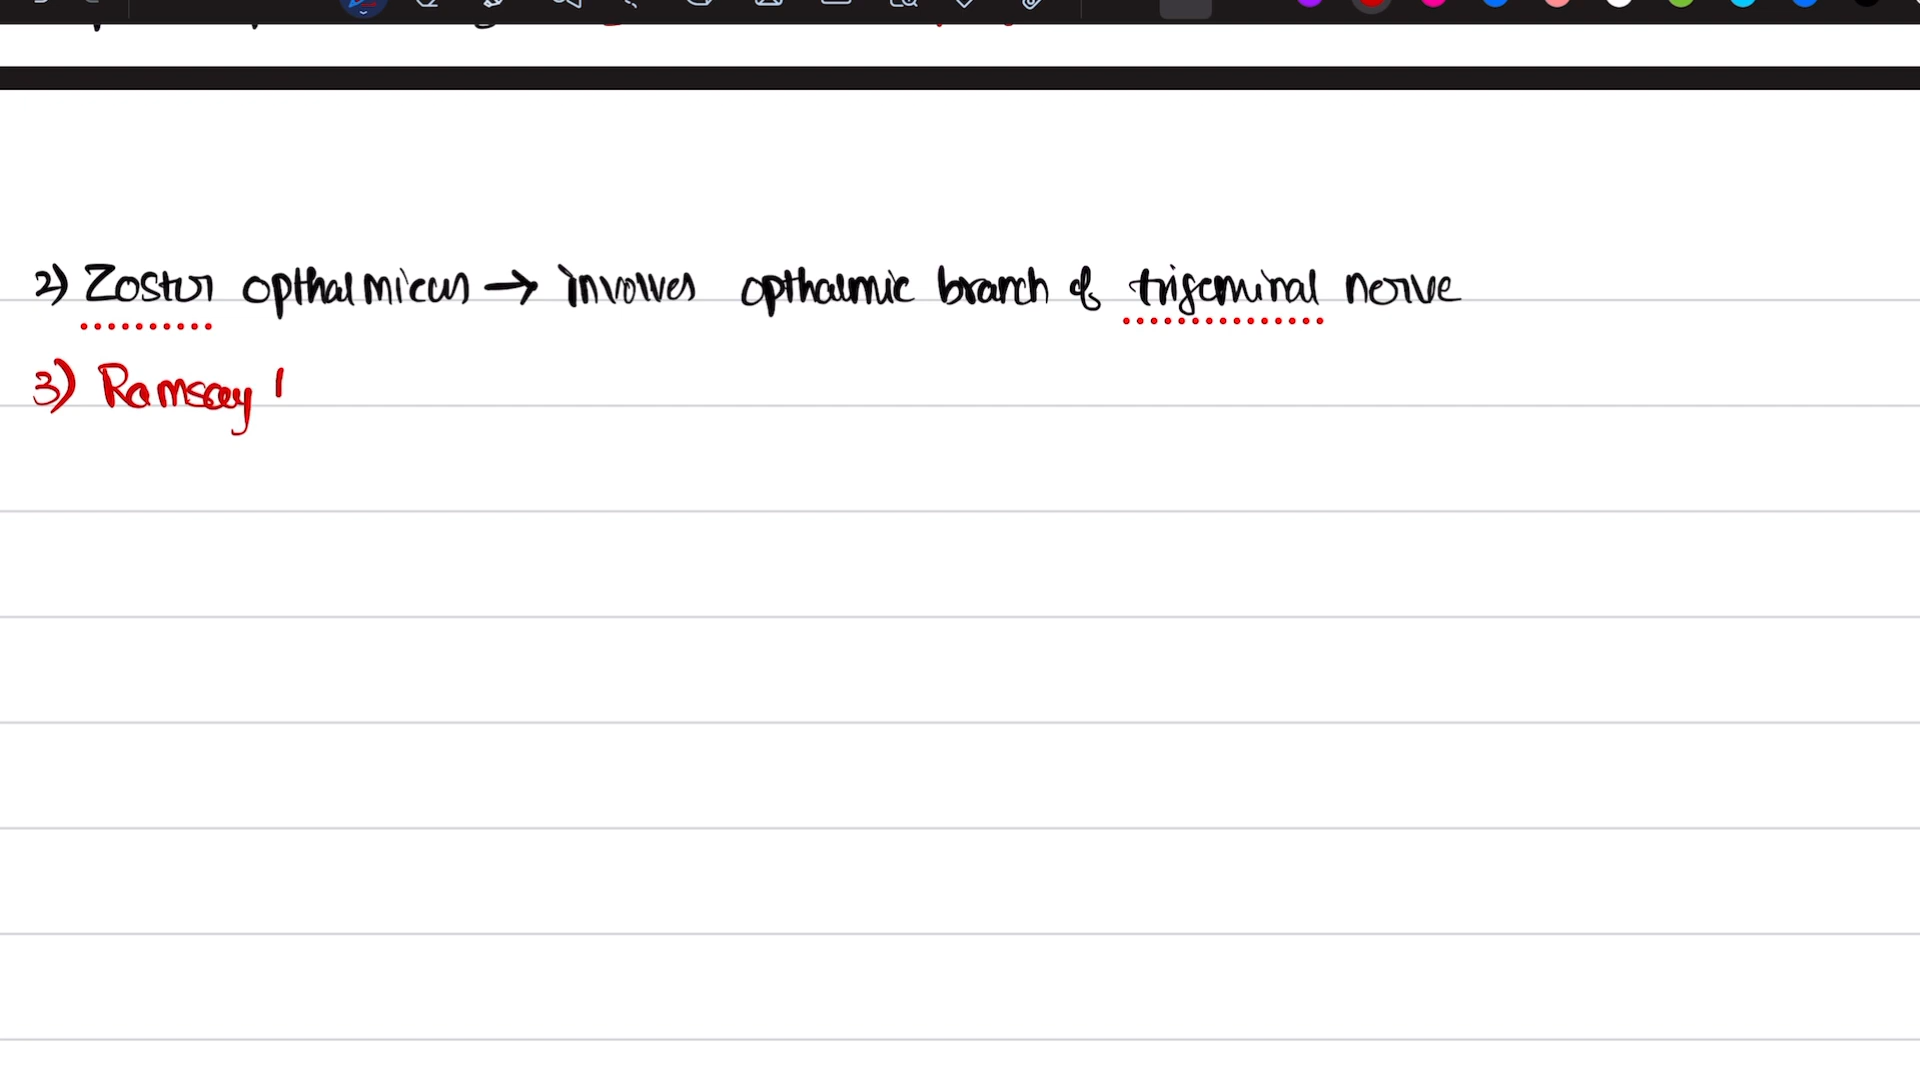 2) Zoster opthalmicus → involves opthalmic branch of trigeminal nerve
3) Ramsay